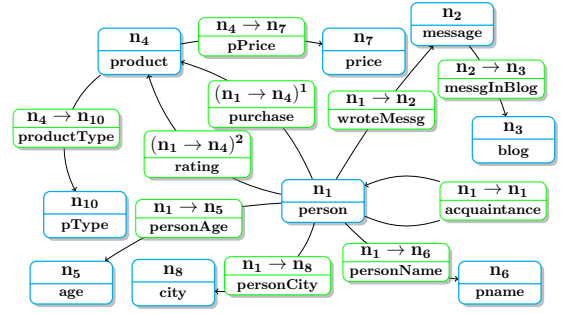 n₂
message
n₄
product
n₄ → n₇
pPrice
n₇
price
n₂ → n₃
messgInBlog
(n₁ → n₄)¹
purchase
n₁ → n₂
wroteMessg
n₄ → n₁₀
productType
n₃
blog
(n₁ → n₄)²
rating
n₁
person
n₁ → n₁
acquaintance
n₁₀
pType
n₁ → n₅
personAge
n₁ → n₆
personName
n₁ → n₈
personCity
n₅
age
n₈
city
n₆
pname